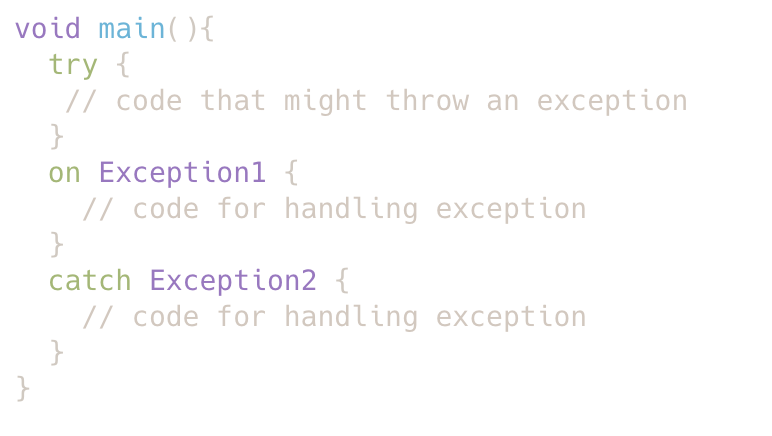 void main(){
  try {
   // code that might throw an exception
  }
  on Exception1 {
    // code for handling exception
  }
  catch Exception2 {
    // code for handling exception
  }
}